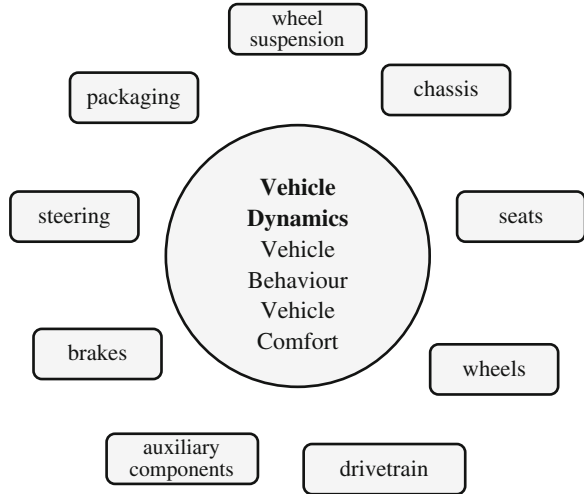 wheel
suspension
packaging
chassis
Vehicle
Dynamics
Vehicle
Behaviour
Vehicle
Comfort
steering
seats
brakes
wheels
auxiliary
components
drivetrain